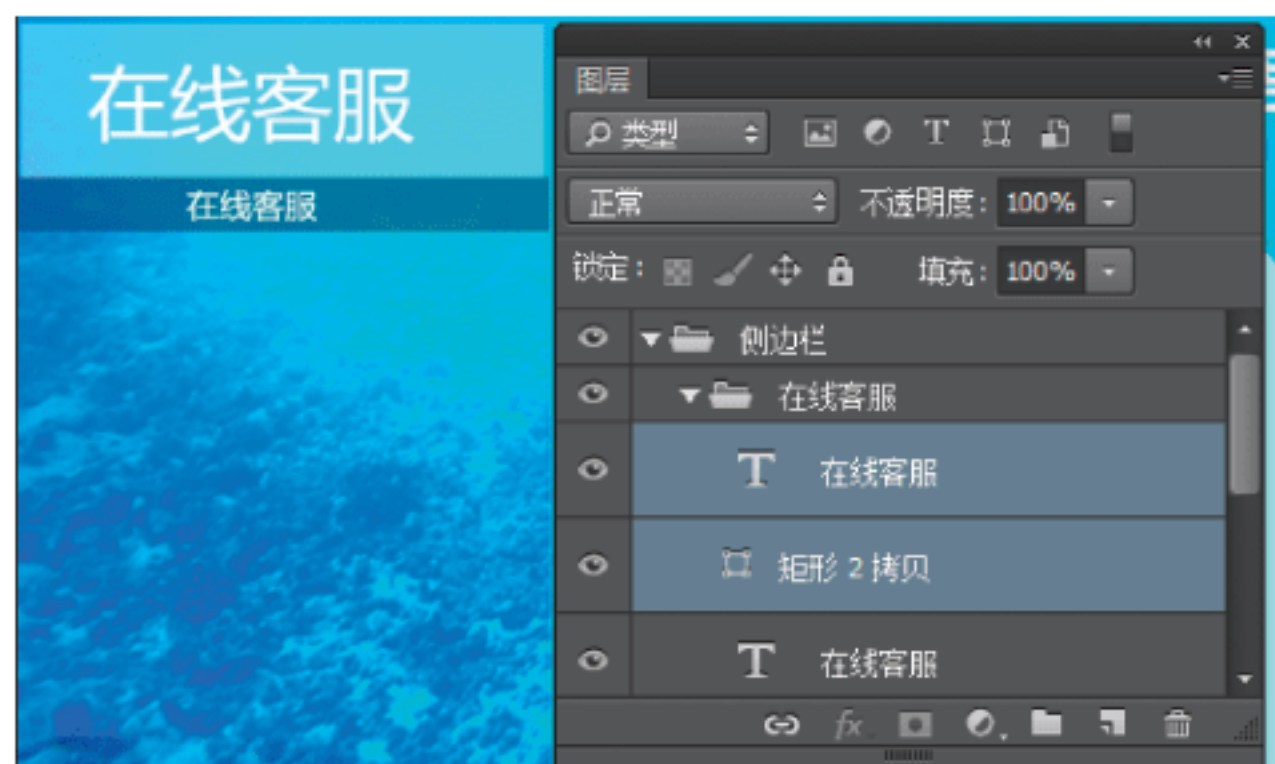 在线客服
在线客服
图层
类型
T
正常 不透明度: 100%
锁定: 填充: 100%
侧边栏
在线客服
T 在线客服
矩形 2 拷贝
T 在线客服
fx